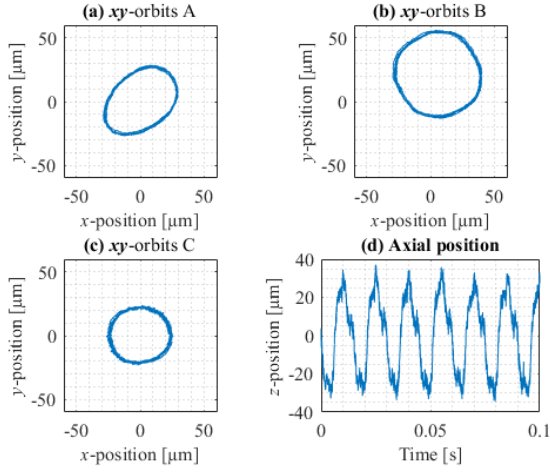 (a) xy-orbits A
y-position [µm]
50
0
-50
-50
0
50
x-position [µm]
(b) xy-orbits B
y-position [µm]
50
0
-50
-50
0
50
x-position [µm]
(c) xy-orbits C
y-position [µm]
50
0
-50
-50
0
50
x-position [µm]
(d) Axial position
z-position [µm]
40
20
0
-20
-40
0
0.05
0.1
Time [s]